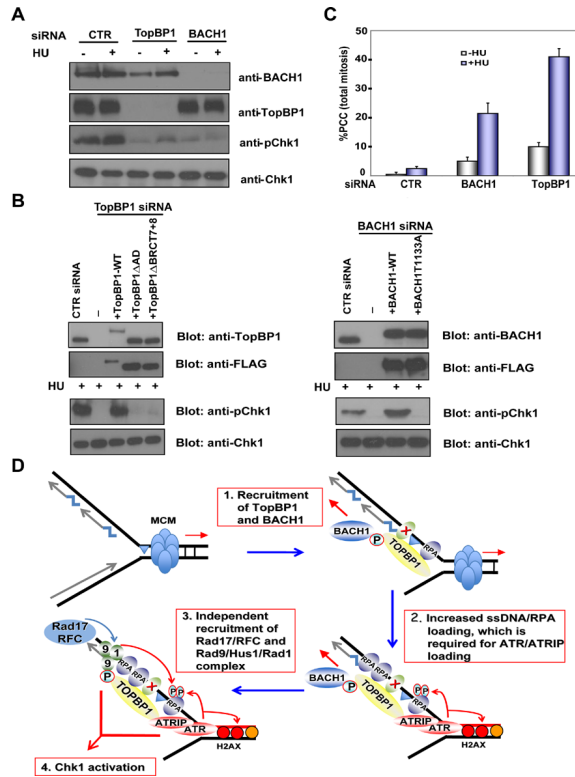 A
siRNA CTR TopBP1 BACH1
HU - + - + - +
anti-BACH1
anti-TopBP1
anti-pChk1
anti-Chk1
C
%PCC (total mitosis)
50
40
30
20
10
0
-HU
+HU
siRNA CTR BACH1 TopBP1
B
TopBP1 siRNA
CTR siRNA
–
+TopBP1-WT
+TopBP1ΔAD
+TopBP1ΔBRCT7+8
Blot: anti-TopBP1
Blot: anti-FLAG
HU + + + + +
Blot: anti-pChk1
Blot: anti-Chk1
BACH1 siRNA
CTR siRNA
–
+BACH1-WT
+BACH1T1133A
Blot: anti-BACH1
Blot: anti-FLAG
HU + + + +
Blot: anti-pChk1
Blot: anti-Chk1
D
MCM
1. Recruitment
of TopBP1
and BACH1
BACH1
P
TOPBP1
RPA
2. Increased ssDNA/RPA
loading, which is
required for ATR/ATRIP
loading
BACH1
P
TOPBP1
RPA
RPA
RPA
P
P
ATRIP
ATR
H2AX
3. Independent
recruitment of
Rad17/RFC and
Rad9/Hus1/Rad1
complex
Rad17
RFC
9
1
9
P
TOPBP1
RPA
RPA
RPA
P
P
ATRIP
ATR
H2AX
4. Chk1 activation